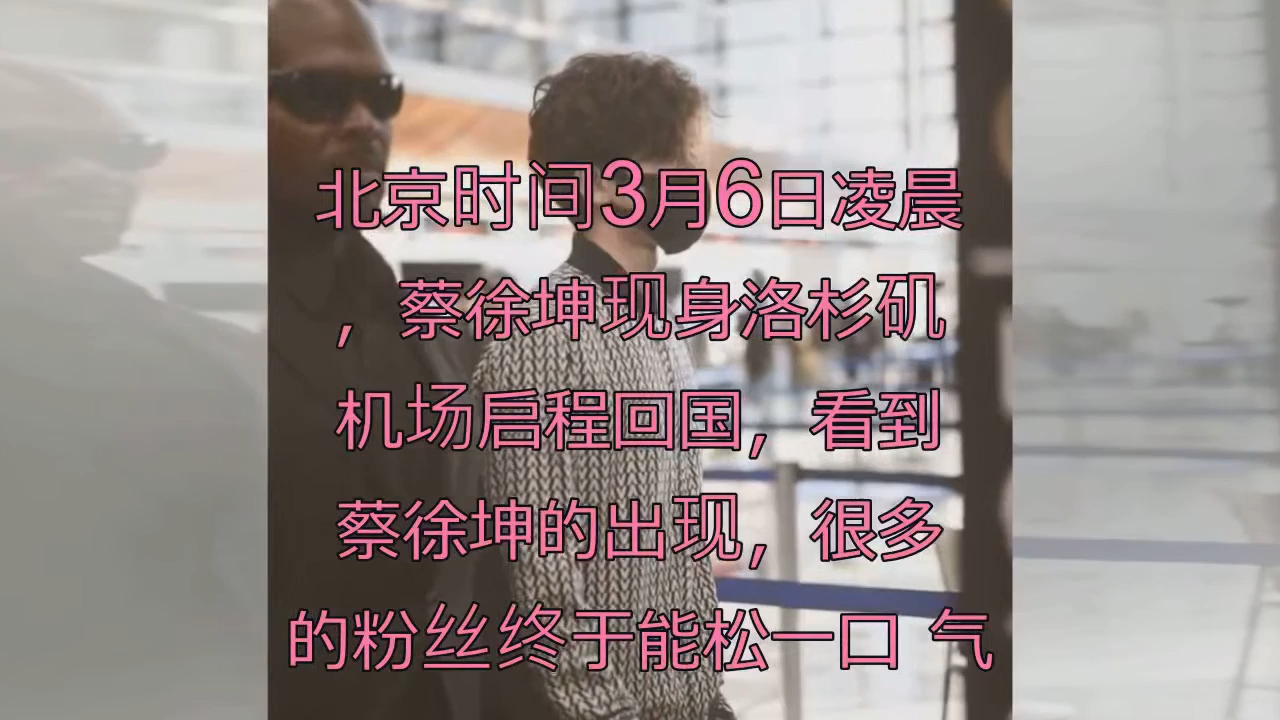 北京时间3月6日凌晨
，蔡徐坤现身洛杉矶
机场启程回国，看到
蔡徐坤的出现，很多
的粉丝终于能松一口 气